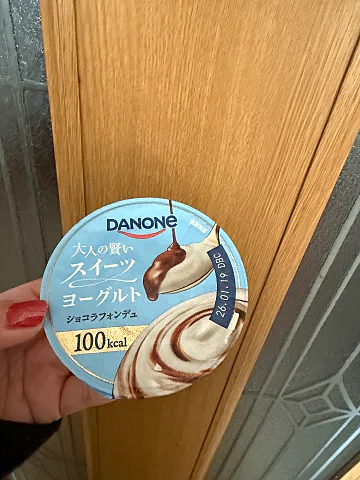 DANONE
大人の賢い
スイーツ
ヨーグルト
ショコラフォンデュ
100kcal
26.01.19 DBC